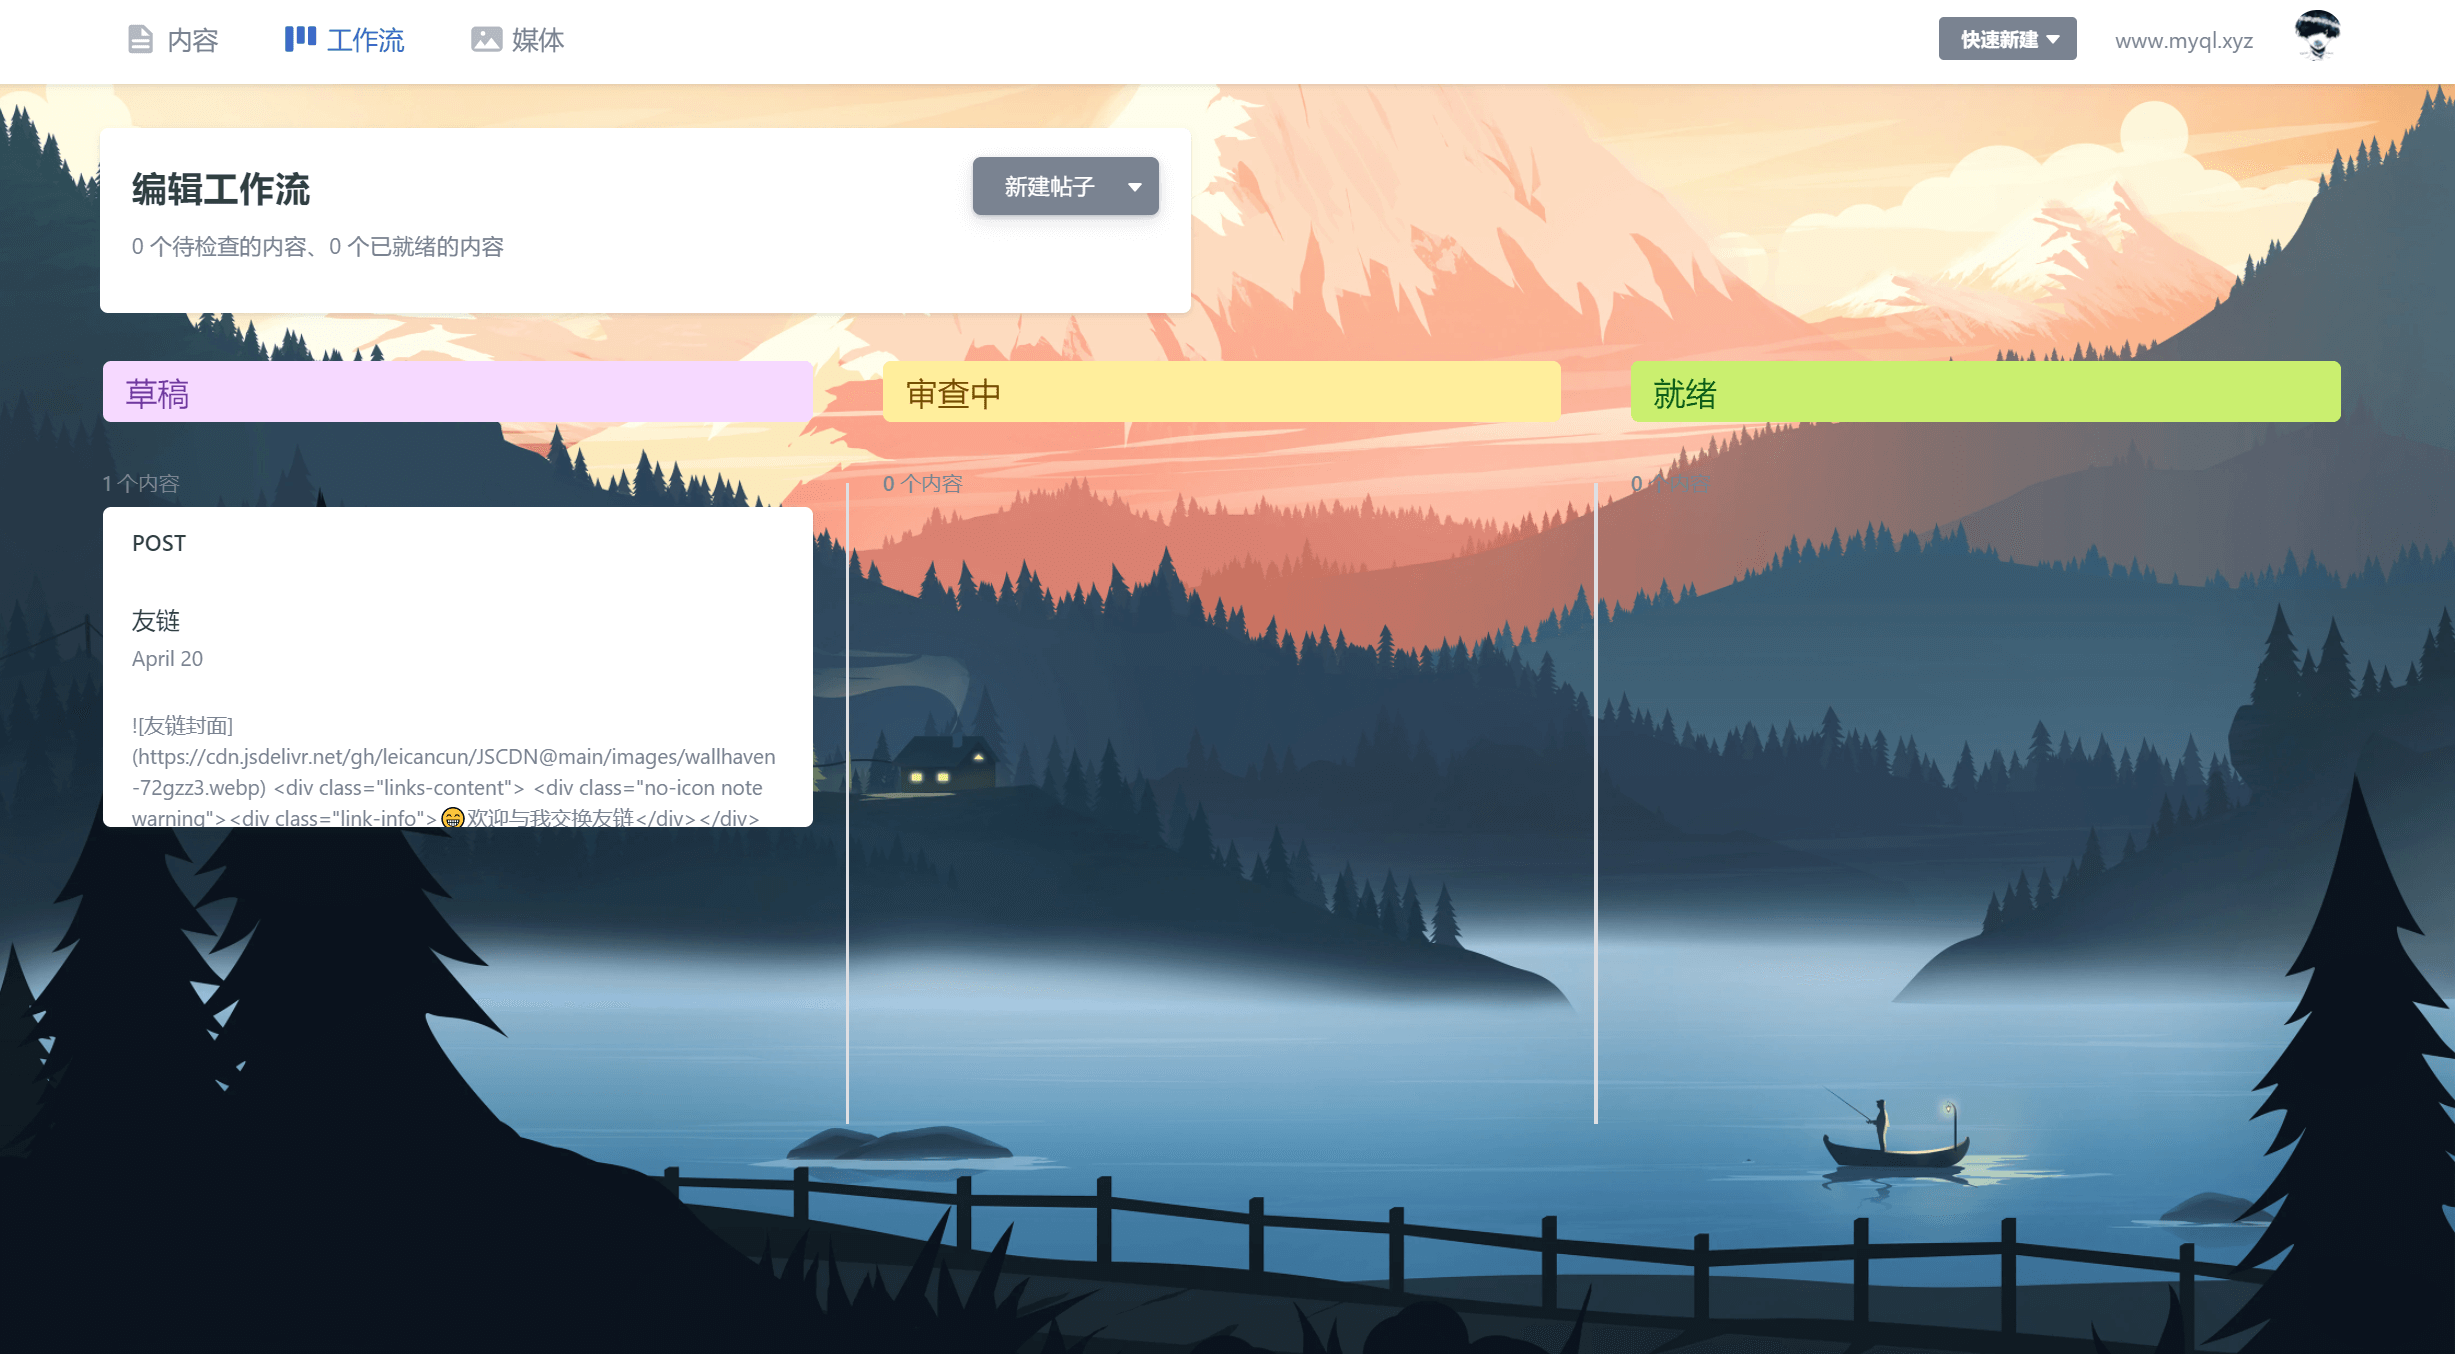 内容
工作流
媒体
快速新建
www.myql.xyz
编辑工作流
新建帖子
0 个待检查的内容、0 个已就绪的内容
草稿
审查中
就绪
1 个内容
0 个内容
0 个内容
POST
友链
April 20
![友链封面]
(https://cdn.jsdelivr.net/gh/leicancun/JSCDN@main/images/wallhaven
-72gzz3.webp) <div class="links-content"> <div class="no-icon note
warning"><div class="link-info">😁欢迎与我交换友链</div></div>